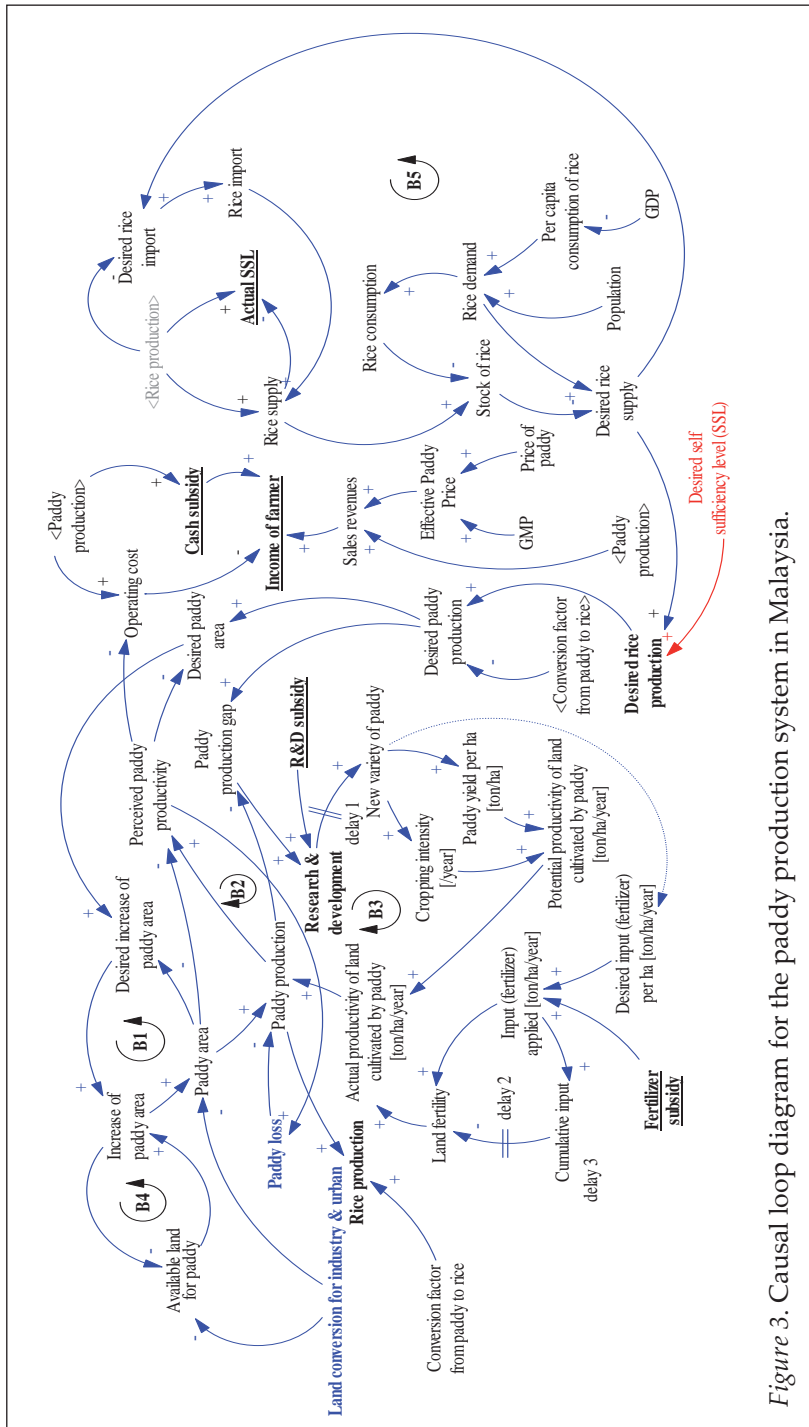 Available land
for paddy
B4
Increase of
paddy area
B1
Desired increase of
paddy area
Paddy area
Perceived paddy
productivity
Operating cost
<Paddy
production>
Cash subsidy
Income of farmer
Desired paddy
area
Land conversion for industry & urban
Paddy loss
Rice production
Conversion factor
from paddy to rice
Paddy production
B2
Paddy
production gap
R&D subsidy
Research &
development
delay 1
New variety of paddy
B3
Cropping intensity
[/year]
Paddy yield per ha
[ton/ha]
Potential productivity of land
cultivated by paddy
[ton/ha/year]
Actual productivity of land
cultivated by paddy
[ton/ha/year]
Land fertility
delay 2
Input (fertilizer)
applied [ton/ha/year]
Cumulative input
delay 3
Desired input (fertilizer)
per ha [ton/ha/year]
Fertilizer
subsidy
Desired paddy
production
<Conversion factor
from paddy to rice>
Desired rice
production
Desired self
sufficiency level (SSL)
Sales revenues
Effective Paddy
Price
GMP
Price of
paddy
<Paddy
production>
<Rice production>
Desired rice
import
Rice import
Actual SSL
Rice supply
Rice consumption
Stock of rice
Rice demand
Desired rice
supply
Per capita
consumption of rice
Population
GDP
B5
Figure 3. Causal loop diagram for the paddy production system in Malaysia.